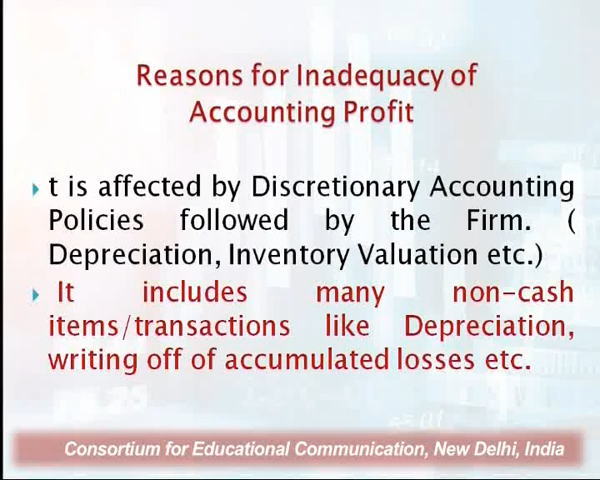 Reasons for Inadequacy of
Accounting Profit
t is affected by Discretionary Accounting
Policies followed by the Firm. (
Depreciation, Inventory Valuation etc.)
It includes many non-cash
items/transactions like Depreciation,
writing off of accumulated losses etc.
Consortium for Educational Communication, New Delhi, India